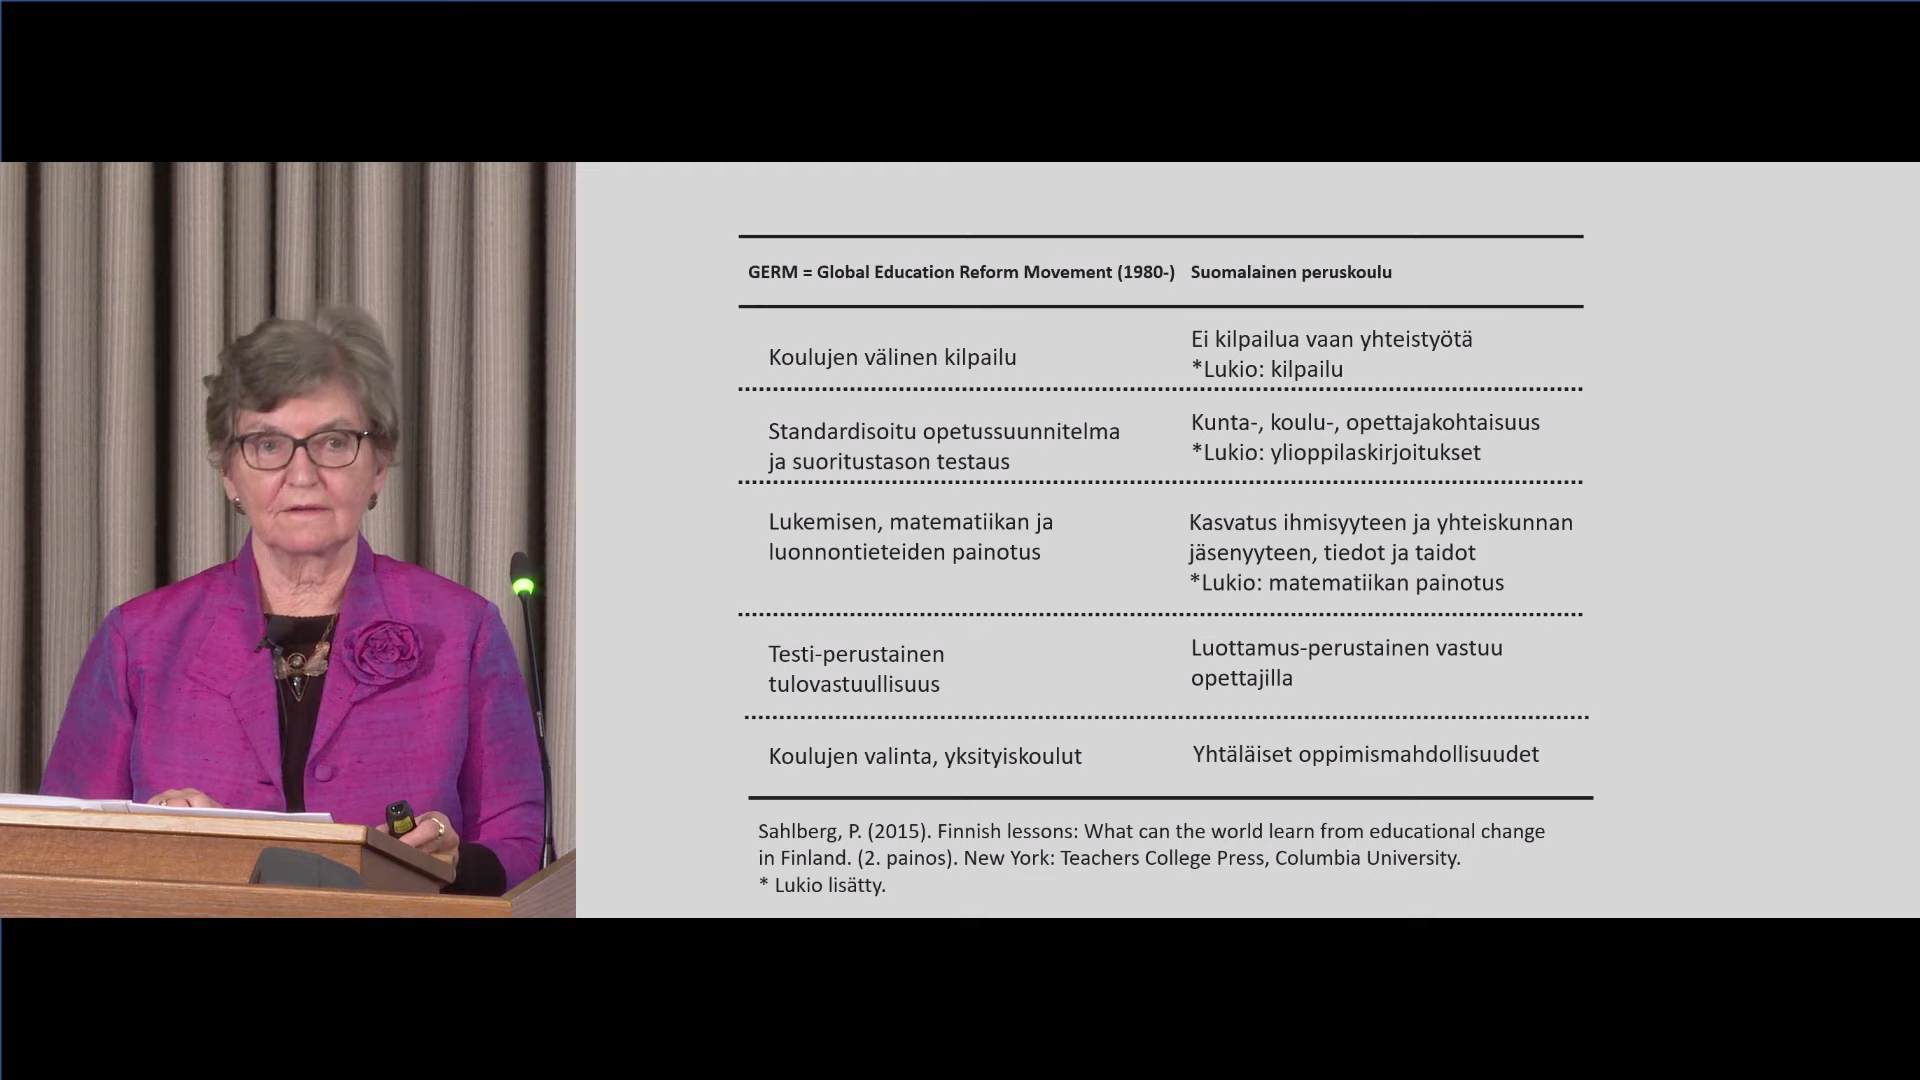 GERM = Global Education Reform Movement (1980-) Suomalainen peruskoulu
Koulujen välinen kilpailu
Ei kilpailua vaan yhteistyötä
*Lukio: kilpailu
Standardisoitu opetussuunnitelma
ja suoritustason testaus
Kunta-, koulu-, opettajakohtaisuus
*Lukio: ylioppilaskirjoitukset
Lukemisen, matematiikan ja
luonnontieteiden painotus
Kasvatus ihmisyyteen ja yhteiskunnan
jäsenyyteen, tiedot ja taidot
*Lukio: matematiikan painotus
Testi-perustainen
tulovastuullisuus
Luottamus-perustainen vastuu
opettajilla
Koulujen valinta, yksityiskoulut
Yhtäläiset oppimismahdollisuudet
Sahlberg, P. (2015). Finnish lessons: What can the world learn from educational change
in Finland. (2. painos). New York: Teachers College Press, Columbia University.
* Lukio lisätty.